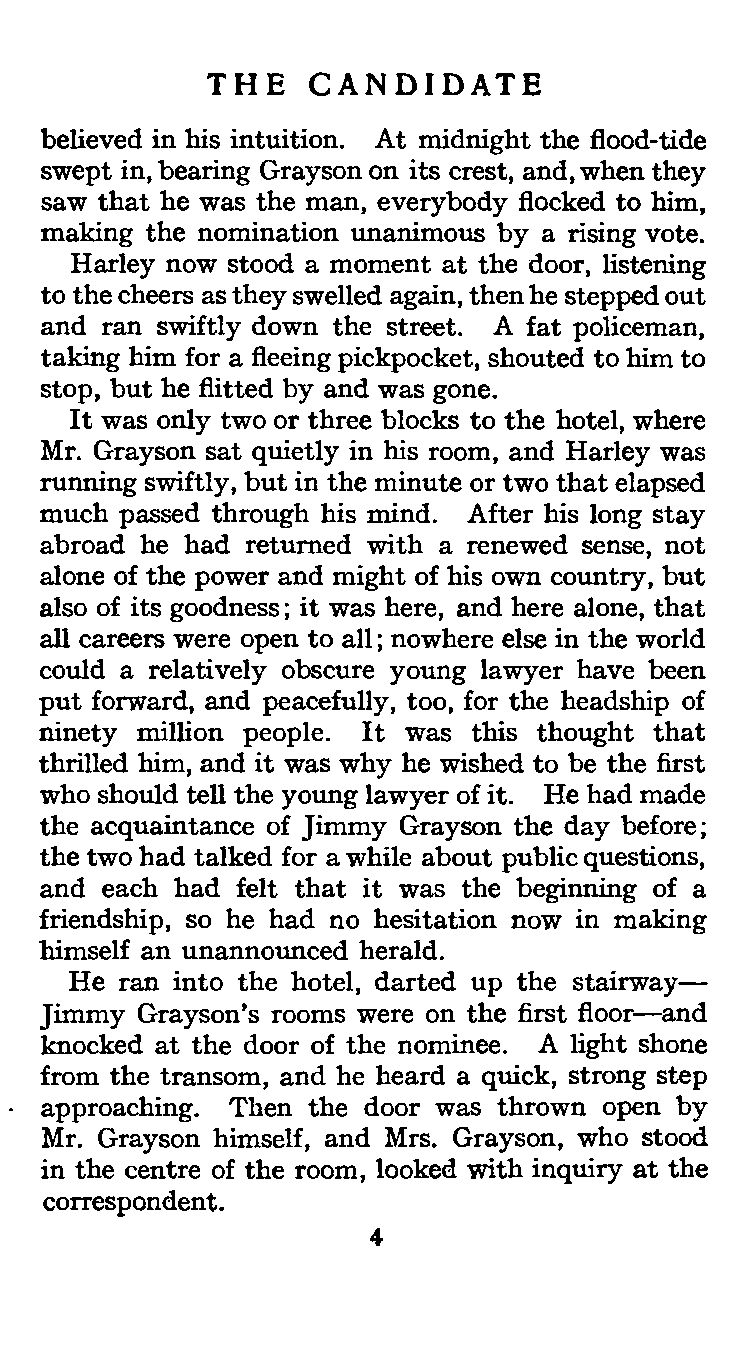 THE CANDIDATE
believed in his intuition. At midnight the flood-tide
swept in, bearing Grayson on its crest, and, when they
saw that he was the man, everybody flocked to him,
making the nomination unanimous by a rising vote.
Harley now stood a moment at the door, listening
to the cheers as they swelled again, then he stepped out
and ran swiftly down the street. A fat policeman,
taking him for a fleeing pickpocket, shouted to him to
stop, but he flitted by and was gone.
It was only two or three blocks to the hotel, where
Mr. Grayson sat quietly in his room, and Harley was
running swiftly, but in the minute or two that elapsed
much passed through his mind. After his long stay
abroad he had returned with a renewed sense, not
alone of the power and might of his own country, but
also of its goodness; it was here, and here alone, that
all careers were open to all; nowhere else in the world
could a relatively obscure young lawyer have been
put forward, and peacefully, too, for the headship of
ninety million people. It was this thought that
thrilled him, and it was why he wished to be the first
who should tell the young lawyer of it. He had made
the acquaintance of Jimmy Grayson the day before;
the two had talked for a while about public questions,
and each had felt that it was the beginning of a
friendship, so he had no hesitation now in making
himself an unannounced herald.
He ran into the hotel, darted up the stairway—
Jimmy Grayson's rooms were on the first floor—and
knocked at the door of the nominee. A light shone
from the transom, and he heard a quick, strong step
approaching. Then the door was thrown open by
Mr. Grayson himself, and Mrs. Grayson, who stood
in the centre of the room, looked with inquiry at the
correspondent.
4